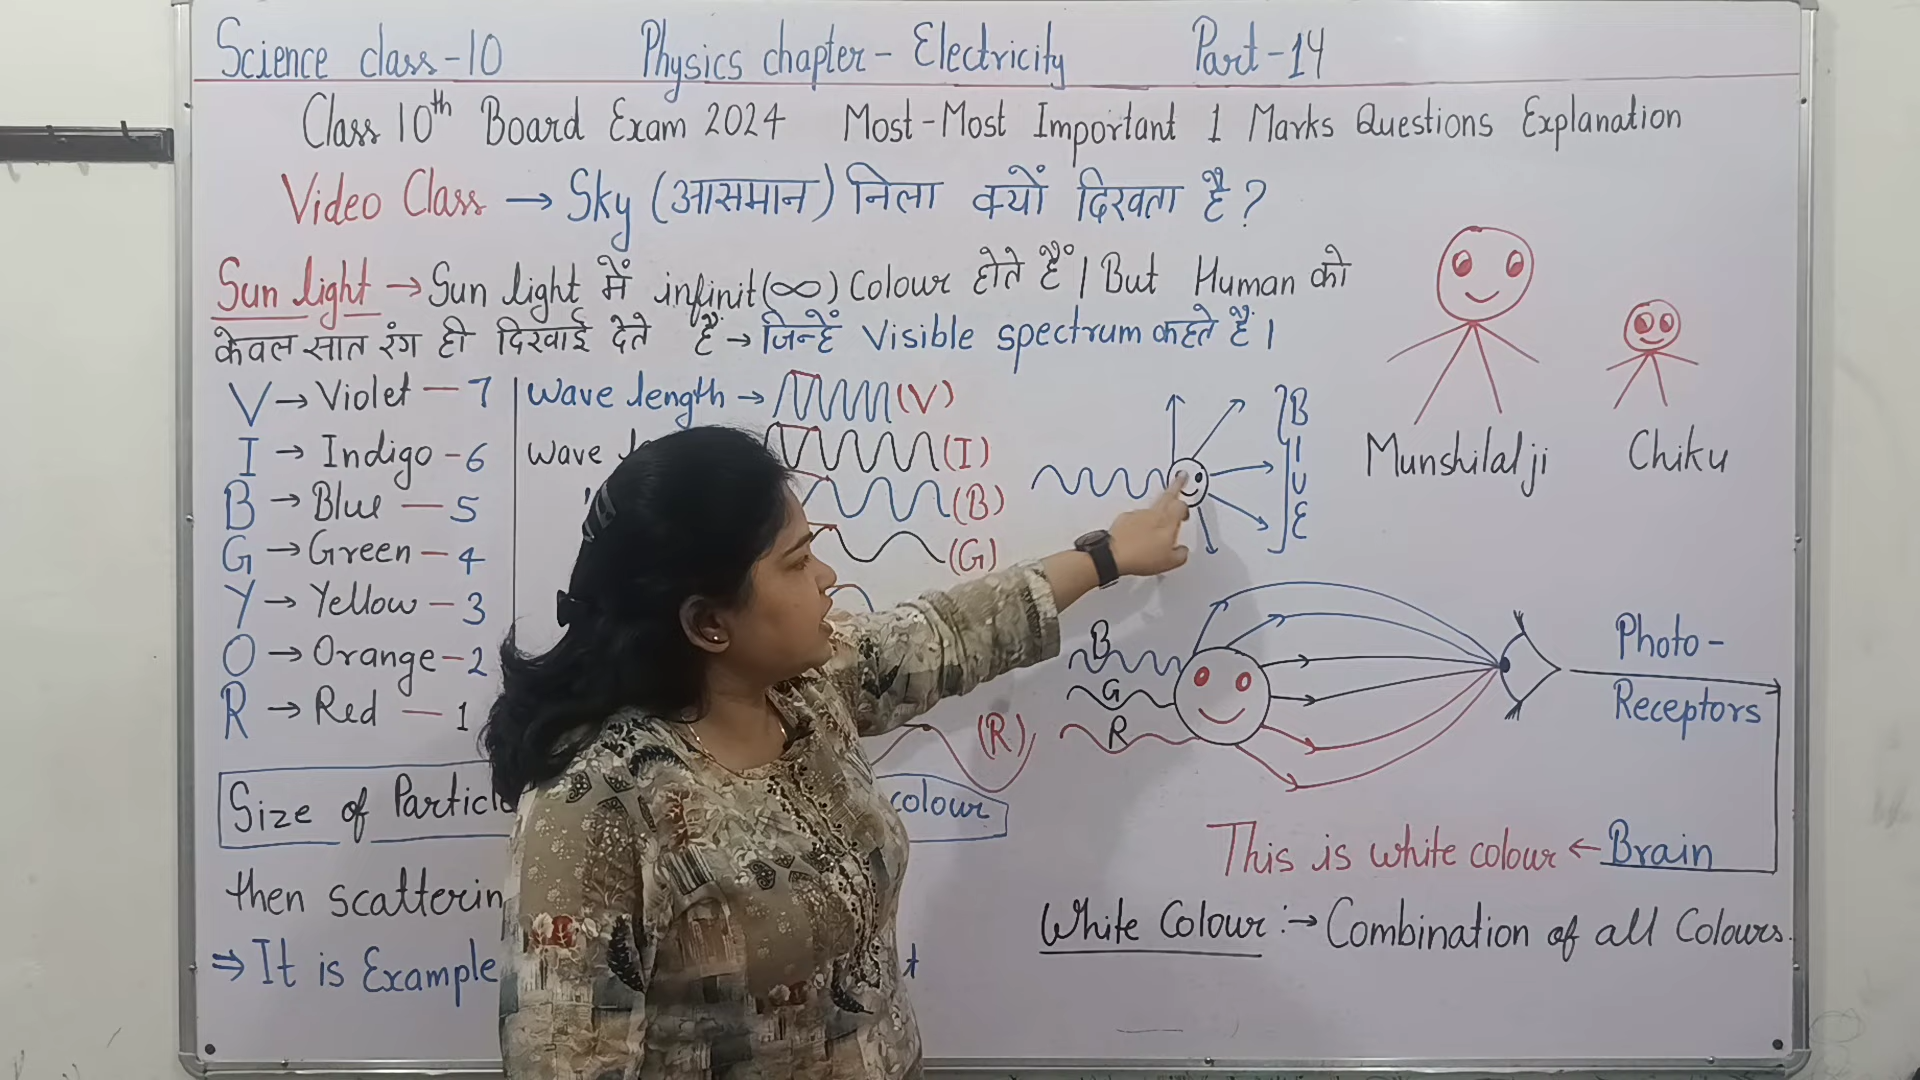 Science class-10 Physics chapter- Electricity Part-14
Class 10th Board Exam 2024 Most-Most Important 1 Marks Questions Explanation
Video Class → Sky (आसमान) निला क्यों दिखता है?
Sun light → Sun light में infinit(∞) Colour होते हैं। But Human को
केवल सात रंग ही दिखाई देते हैं → जिन्हें Visible spectrum कहते हैं।
V → Violet - 7
I → Indigo - 6
B → Blue - 5
G → Green - 4
Y → Yellow - 3
O → Orange - 2
R → Red - 1
Wave length → (V)
Wave (I)
(B)
(G)
(R)
Size of Particle colour
then scatterin
⇒ It is Example
B
l
U
E
Munshilalji
Chiku
B
G
R
Photo-
Receptors
This is white colour ← Brain
White Colour :→ Combination of all Colours.